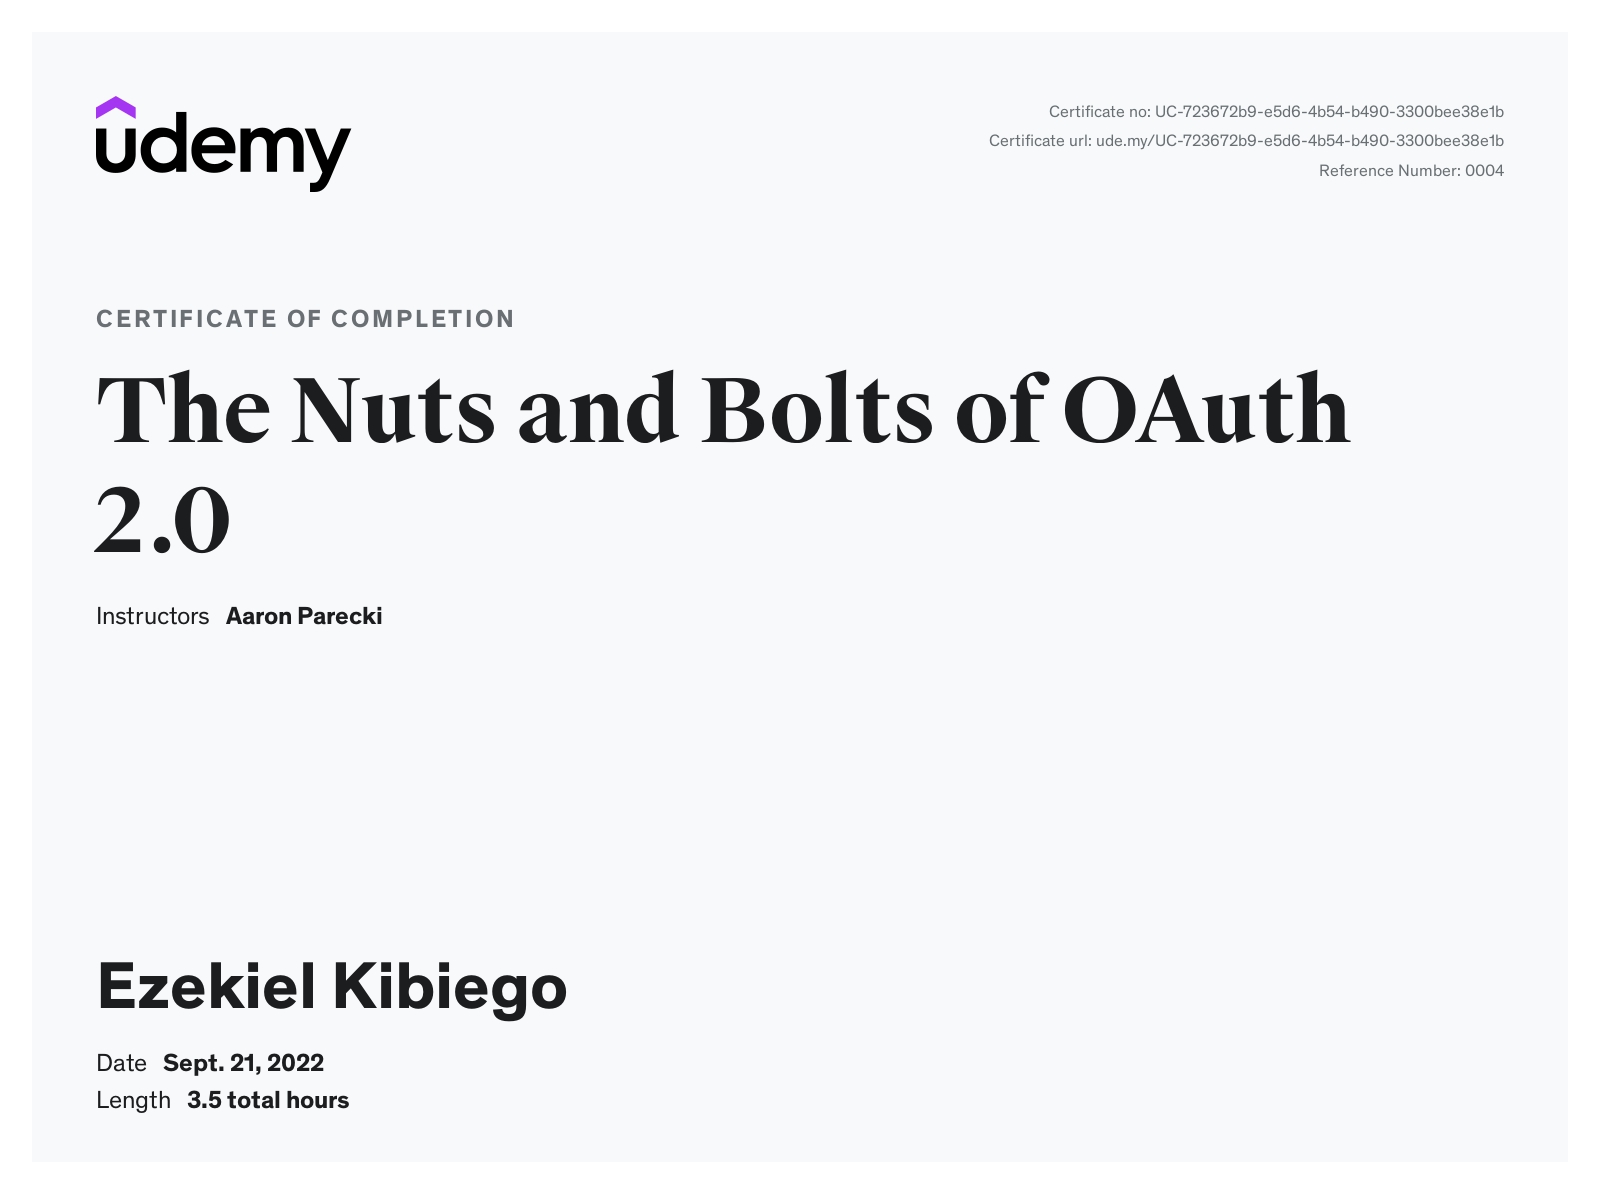 udemy
Certificate no: UC-723672b9-e5d6-4b54-b490-3300bee38e1b
Certificate url: ude.my/UC-723672b9-e5d6-4b54-b490-3300bee38e1b
Reference Number: 0004
CERTIFICATE OF COMPLETION
The Nuts and Bolts of OAuth
2.0
Instructors Aaron Parecki
Ezekiel Kibiego
Date Sept. 21, 2022
Length 3.5 total hours